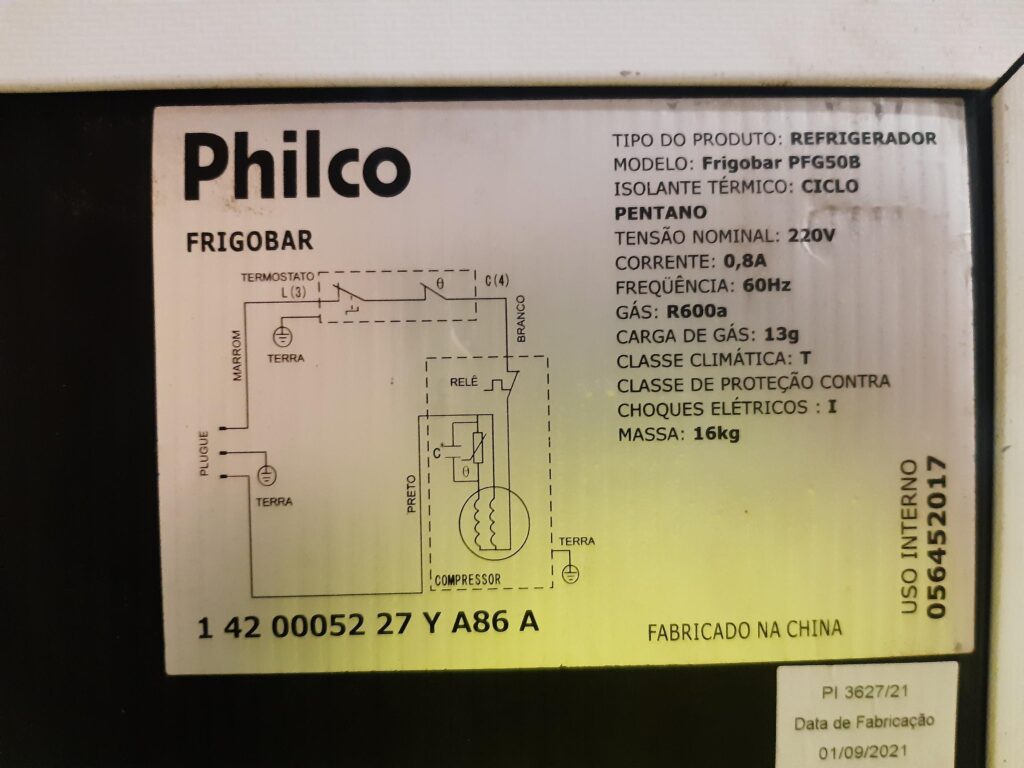 Philco
FRIGOBAR
TIPO DO PRODUTO: REFRIGERADOR
MODELO: Frigobar PFG50B
ISOLANTE TÉRMICO: CICLO
PENTANO
TENSÃO NOMINAL: 220V
CORRENTE: 0,8A
FREQÜÊNCIA: 60Hz
GÁS: R600a
CARGA DE GÁS: 13g
CLASSE CLIMÁTICA: T
CLASSE DE PROTEÇÃO CONTRA
CHOQUES ELÉTRICOS : I
MASSA: 16kg
TERMOSTATO
L(3)
θ
C(4)
TERRA
MARROM
BRANCO
RELÊ
C
θ
PLUGUE
TERRA
PRETO
TERRA
COMPRESSOR
1 42 00052 27 Y A86 A
FABRICADO NA CHINA
USO INTERNO
056452017
PI 3627/21
Data de Fabricação
01/09/2021